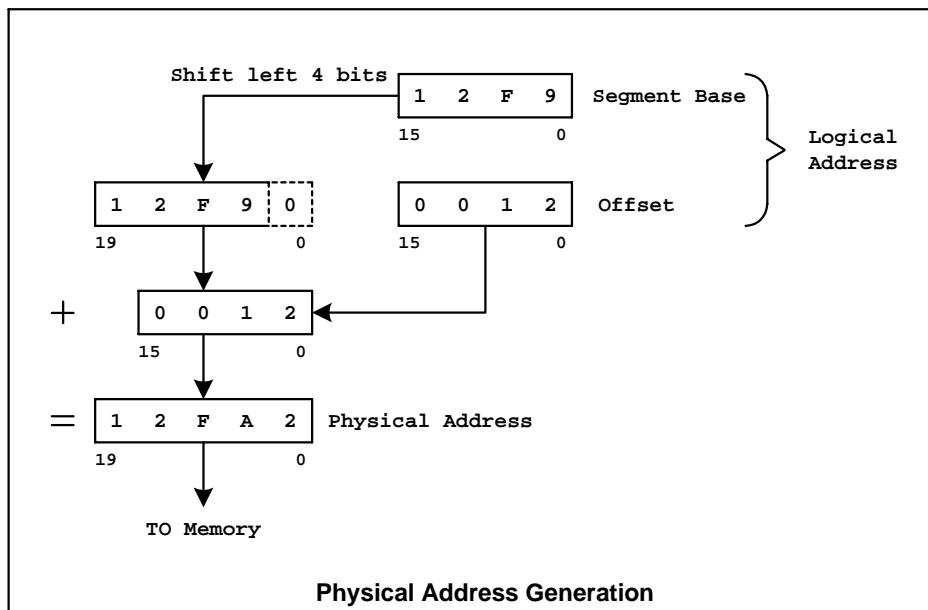 Shift left 4 bits
1 2 F 9 Segment Base
15 0
Logical
Address
1 2 F 9 0
19 0
0 0 1 2 Offset
15 0
+ 0 0 1 2
15 0
= 1 2 F A 2 Physical Address
19 0
TO Memory
Physical Address Generation